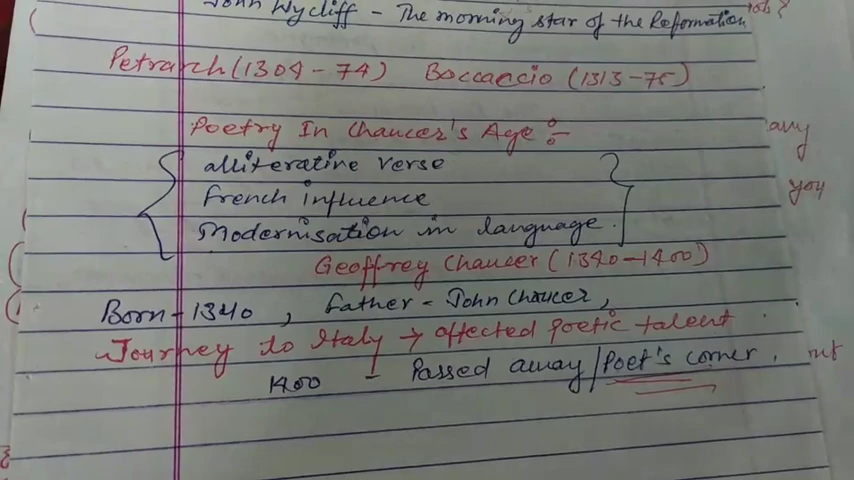 John Wycliff - The morning star of the Reformation
Petrarch (1304 - 74) Boccaccio (1313-75)
Poetry In Chaucer's Age :-
alliterative verse
French influence
Modernisation in language.
Geoffrey Chaucer (1340-1400)
Born - 1340 , Father - John Chaucer,
Journey to Italy → affected poetic talent
1400 - Passed away / Poet's corner.
any
you